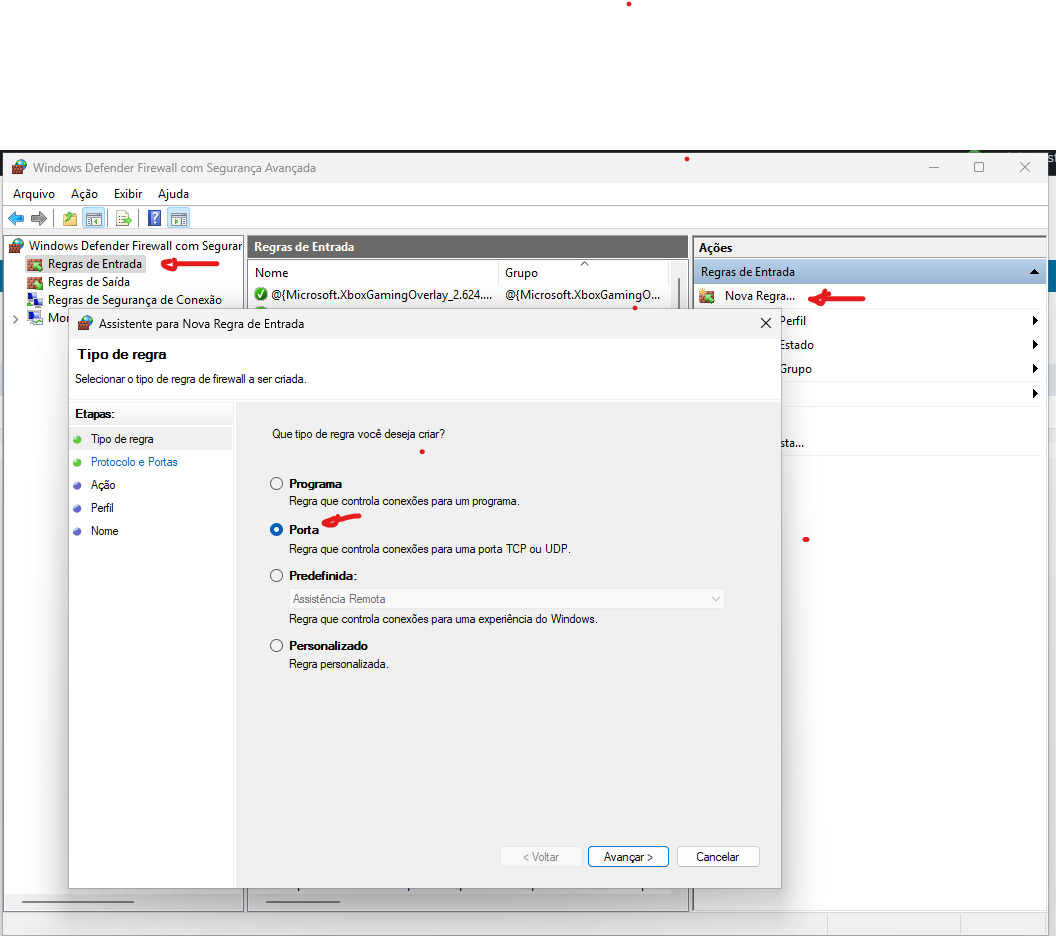 Windows Defender Firewall com Segurança Avançada
Arquivo Ação Exibir Ajuda
Windows Defender Firewall com Segurar
Regras de Entrada
Regras de Saída
Regras de Segurança de Conexão
Mor
Regras de Entrada
Nome Grupo
@{Microsoft.XboxGamingOverlay_2.624.... @{Microsoft.XboxGamingO...
Ações
Regras de Entrada
Nova Regra...
Perfil
Estado
Grupo
sta...
Assistente para Nova Regra de Entrada
Tipo de regra
Selecionar o tipo de regra de firewall a ser criada.
Etapas:
Tipo de regra
Protocolo e Portas
Ação
Perfil
Nome
Que tipo de regra você deseja criar?
Programa
Regra que controla conexões para um programa.
Porta
Regra que controla conexões para uma porta TCP ou UDP.
Predefinida:
Assistência Remota
Regra que controla conexões para uma experiência do Windows.
Personalizado
Regra personalizada.
< Voltar Avançar > Cancelar